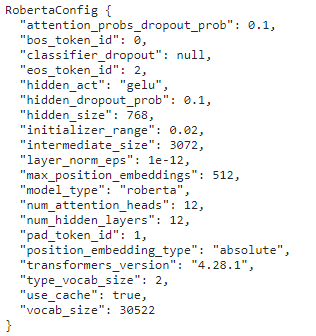 RobertaConfig {
  "attention_probs_dropout_prob": 0.1,
  "bos_token_id": 0,
  "classifier_dropout": null,
  "eos_token_id": 2,
  "hidden_act": "gelu",
  "hidden_dropout_prob": 0.1,
  "hidden_size": 768,
  "initializer_range": 0.02,
  "intermediate_size": 3072,
  "layer_norm_eps": 1e-12,
  "max_position_embeddings": 512,
  "model_type": "roberta",
  "num_attention_heads": 12,
  "num_hidden_layers": 12,
  "pad_token_id": 1,
  "position_embedding_type": "absolute",
  "transformers_version": "4.28.1",
  "type_vocab_size": 2,
  "use_cache": true,
  "vocab_size": 30522
}